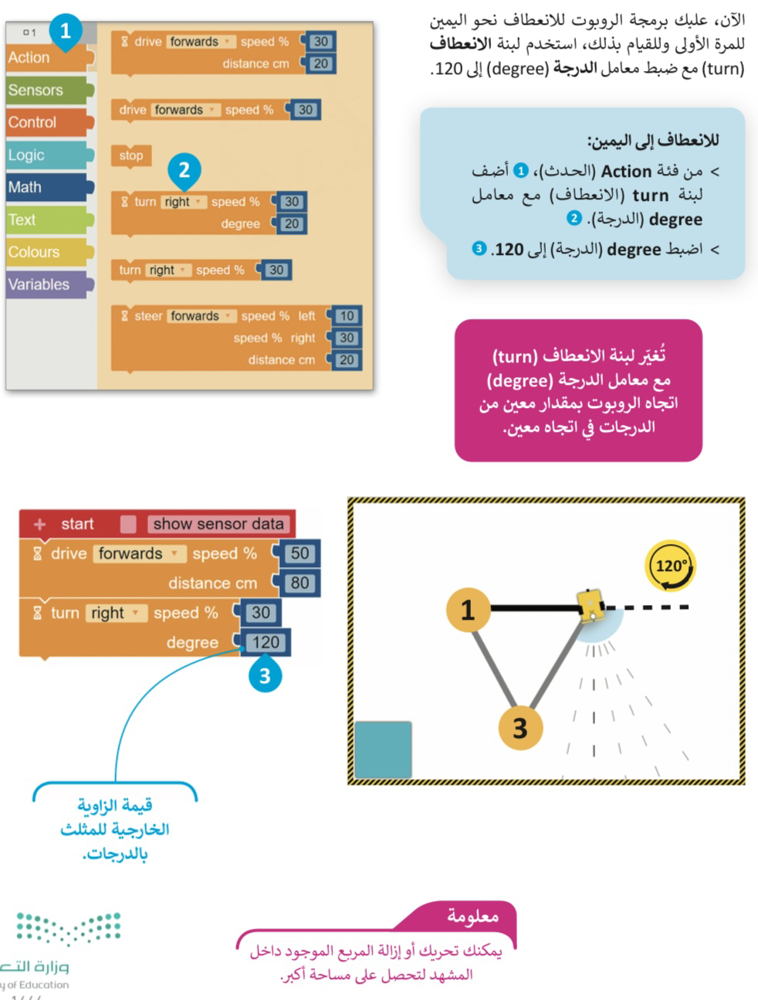 الآن، عليك برمجة الروبوت للانعطاف نحو اليمين
للمرة الأولى وللقيام بذلك، استخدم لبنة الانعطاف
(turn) مع ضبط معامل الدرجة (degree) إلى 120.
للانعطاف إلى اليمين:
> من فئة Action (الحدث)، 1 أضف
لبنة turn (الانعطاف) مع معامل
degree (الدرجة). 2
> اضبط degree (الدرجة) إلى 120. 3
1
1
Action
Sensors
Control
Logic
Math
Text
Colours
Variables
drive forwards speed % 30
distance cm 20
drive forwards speed % 30
stop
2
turn right speed % 30
degree 20
turn right speed % 30
steer forwards speed % left 10
speed % right 30
distance cm 20
تُغيّر لبنة الانعطاف (turn)
مع معامل الدرجة (degree)
اتجاه الروبوت بمقدار معين من
الدرجات في اتجاه معين.
+ start show sensor data
drive forwards speed % 50
distance cm 80
turn right speed % 30
degree 120
3
120°
1
3
قيمة الزاوية
الخارجية للمثلث
بالدرجات.
معلومة
يمكنك تحريك أو إزالة المربع الموجود داخل
المشهد لتحصل على مساحة أكبر.
وزارة التع
y of Education